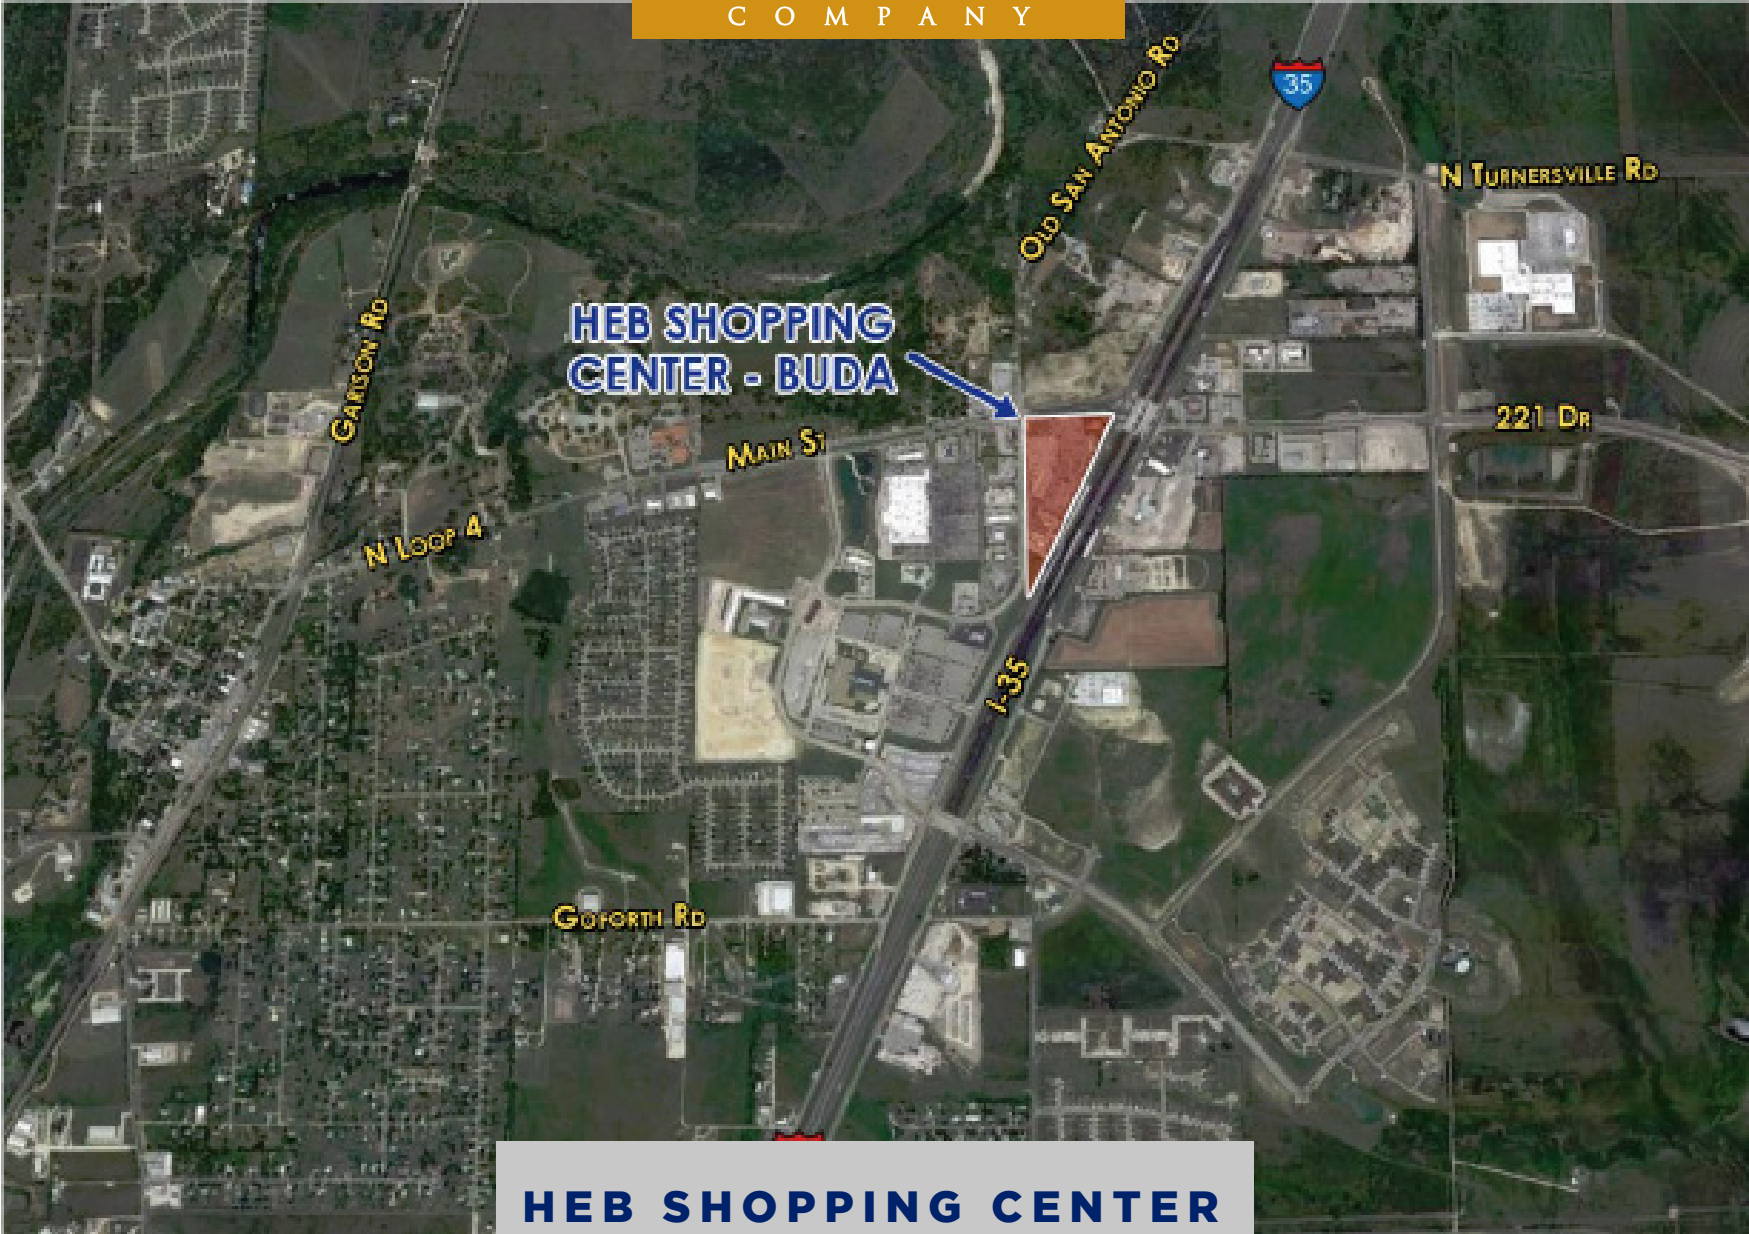 COMPANY
OLD SAN ANTONIO RD
35
N TURNERSVILLE RD
GARISON RD
HEB SHOPPING
CENTER - BUDA
221 DR
MAIN ST
N LOOP 4
I-35
GOFORTH RD
HEB SHOPPING CENTER